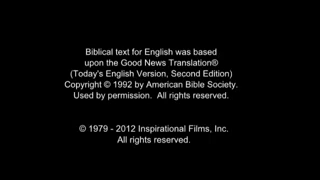 Biblical text for English was based
upon the Good News Translation®
(Today's English Version, Second Edition)
Copyright © 1992 by American Bible Society.
Used by permission.  All rights reserved.
© 1979 - 2012 Inspirational Films, Inc.
All rights reserved.